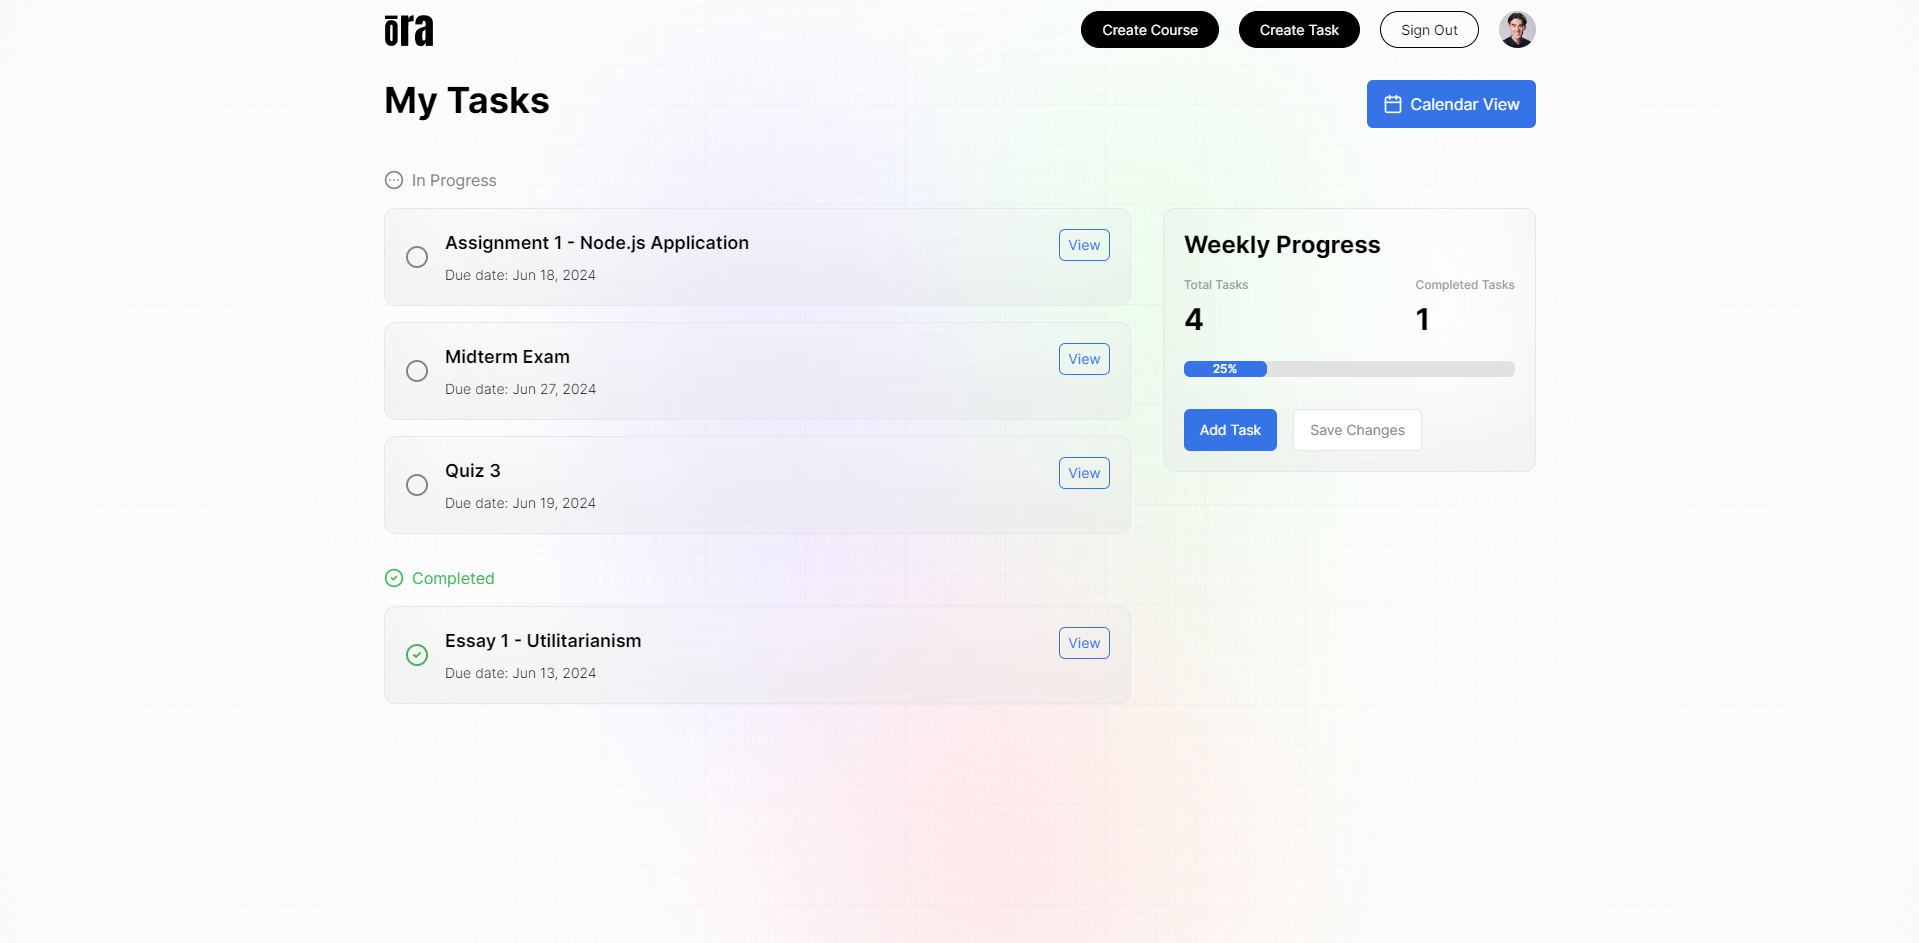 ōra
Create Course
Create Task
Sign Out
My Tasks
Calendar View
In Progress
Assignment 1 - Node.js Application
View
Due date: Jun 18, 2024
Midterm Exam
View
Due date: Jun 27, 2024
Quiz 3
View
Due date: Jun 19, 2024
Completed
Essay 1 - Utilitarianism
View
Due date: Jun 13, 2024
Weekly Progress
Total Tasks
Completed Tasks
4
1
25%
Add Task
Save Changes